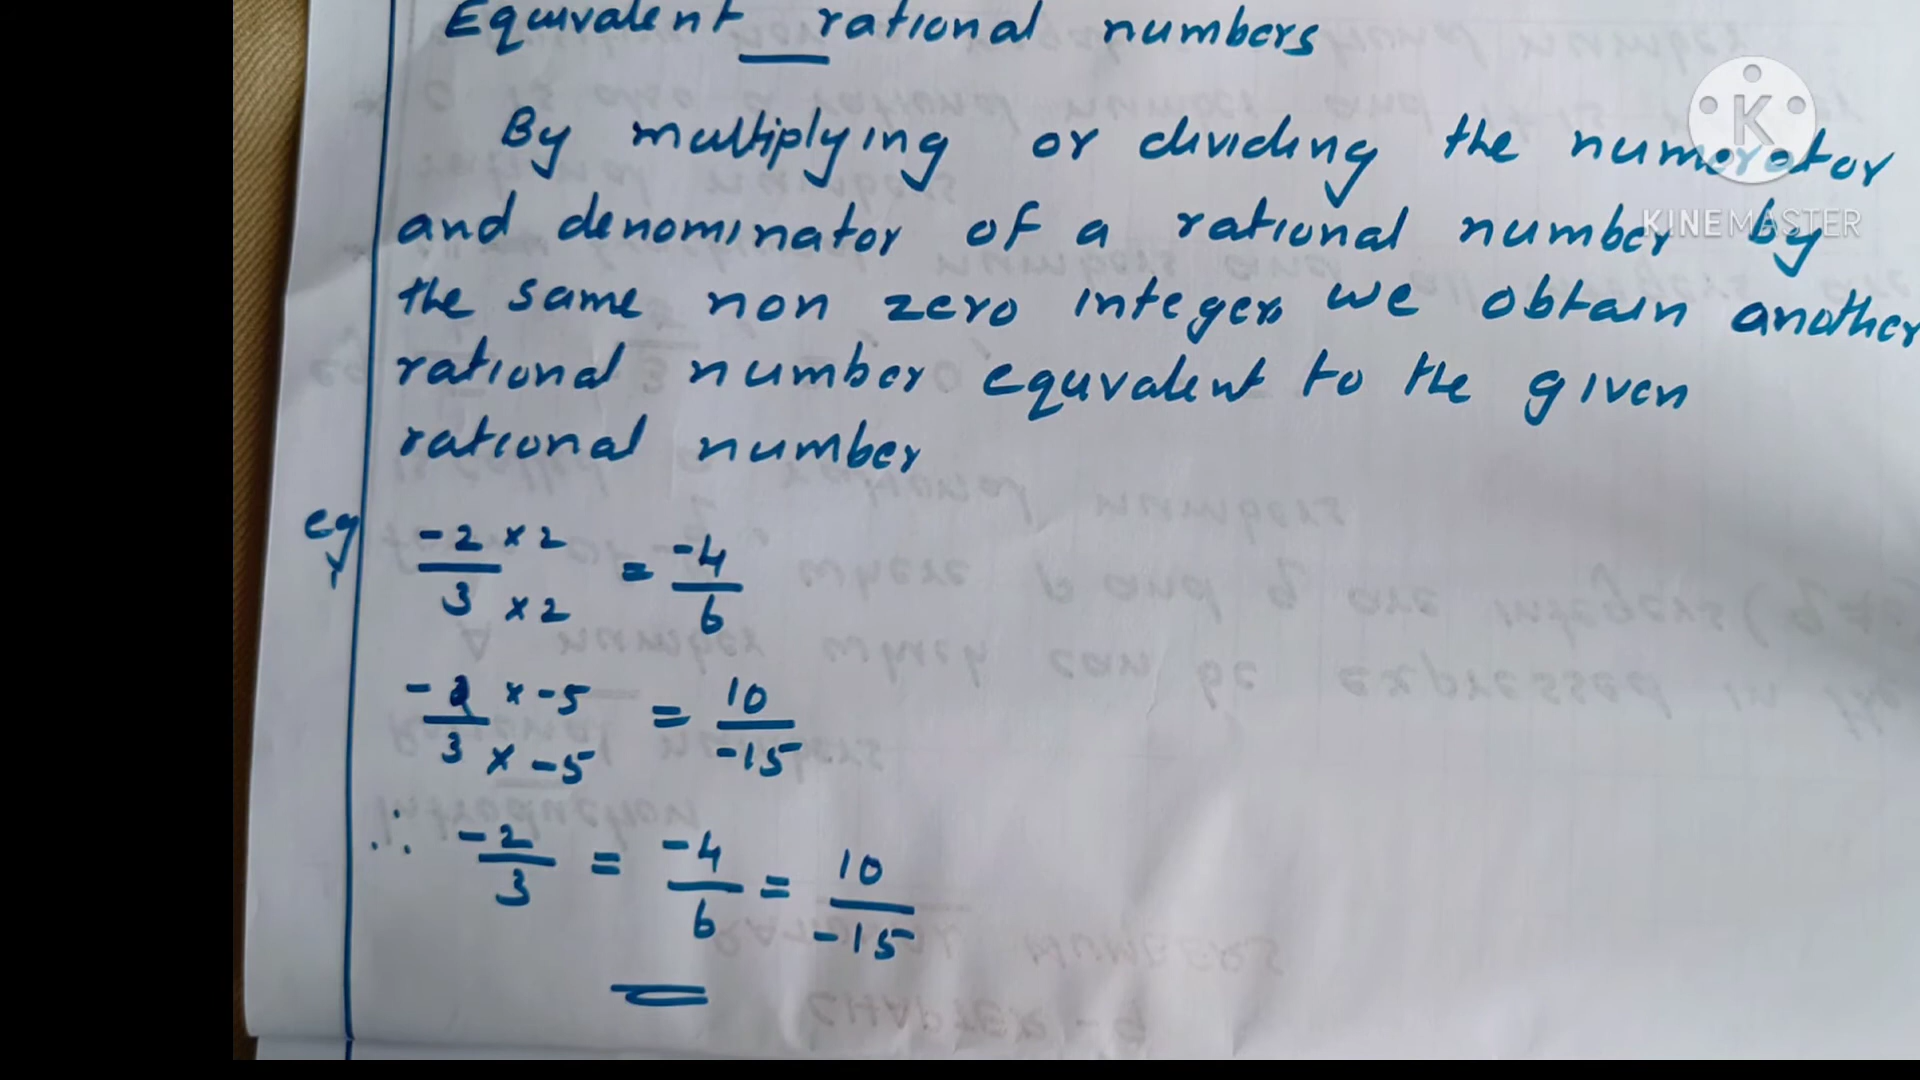 Equivalent rational numbers
By multiplying or dividing the numerator
and denominator of a rational number by
the same non zero integer, we obtain another
rational number equvalent to the given
rational number
eg, -2 × 2 / 3 × 2 = -4 / 6
-2 × -5 / 3 × -5 = 10 / -15
∴ -2 / 3 = -4 / 6 = 10 / -15
K
KINEMASTER